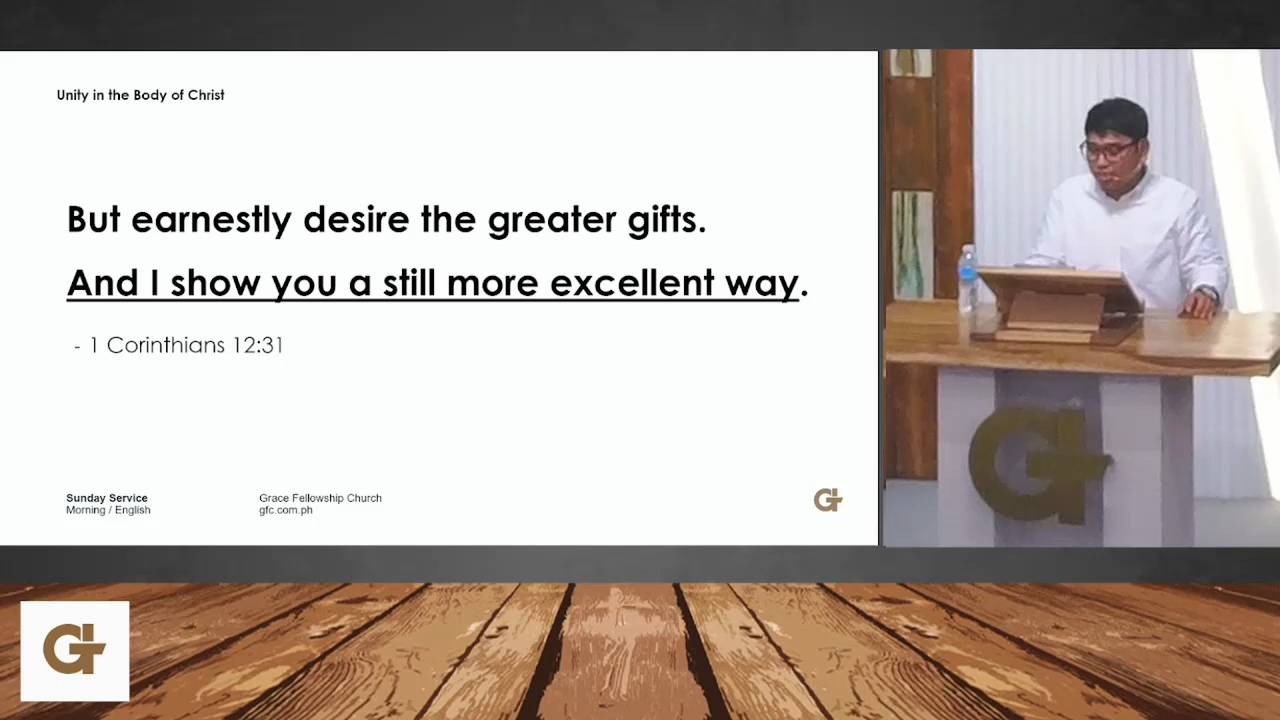 Unity in the Body of Christ
But earnestly desire the greater gifts.
And I show you a still more excellent way.
- 1 Corinthians 12:31
Sunday Service
Morning / English
Grace Fellowship Church
gfc.com.ph